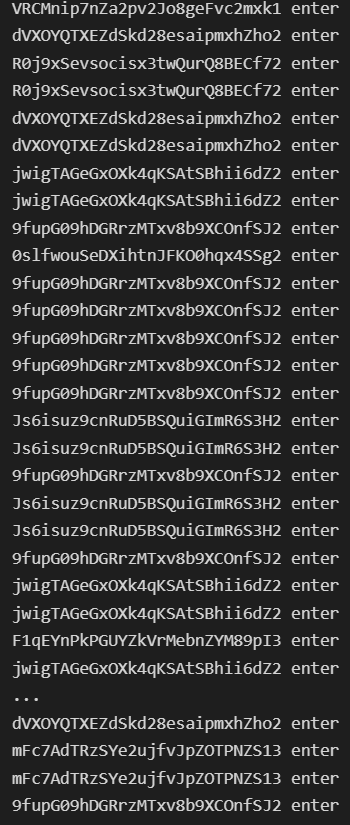 VRCMnip7nZa2pv2Jo8geFvc2mxk1 enter
dVXOYQTXEZdSkd28esaipmxhZho2 enter
R0j9xSevsocisx3twQurQ8BECf72 enter
R0j9xSevsocisx3twQurQ8BECf72 enter
dVXOYQTXEZdSkd28esaipmxhZho2 enter
dVXOYQTXEZdSkd28esaipmxhZho2 enter
jwigTAGeGxOXk4qKSAtSBhii6dZ2 enter
jwigTAGeGxOXk4qKSAtSBhii6dZ2 enter
9fupG09hDGRrzMTxv8b9XCOnfSJ2 enter
0slfwouSeDXihtnJFKO0hqx4SSg2 enter
9fupG09hDGRrzMTxv8b9XCOnfSJ2 enter
9fupG09hDGRrzMTxv8b9XCOnfSJ2 enter
9fupG09hDGRrzMTxv8b9XCOnfSJ2 enter
9fupG09hDGRrzMTxv8b9XCOnfSJ2 enter
9fupG09hDGRrzMTxv8b9XCOnfSJ2 enter
Js6isuz9cnRuD5BSQuiGImR6S3H2 enter
Js6isuz9cnRuD5BSQuiGImR6S3H2 enter
9fupG09hDGRrzMTxv8b9XCOnfSJ2 enter
Js6isuz9cnRuD5BSQuiGImR6S3H2 enter
Js6isuz9cnRuD5BSQuiGImR6S3H2 enter
9fupG09hDGRrzMTxv8b9XCOnfSJ2 enter
jwigTAGeGxOXk4qKSAtSBhii6dZ2 enter
jwigTAGeGxOXk4qKSAtSBhii6dZ2 enter
F1qEYnPkPGUYZkVrMebnZYM89pI3 enter
jwigTAGeGxOXk4qKSAtSBhii6dZ2 enter
...
dVXOYQTXEZdSkd28esaipmxhZho2 enter
mFc7AdTRzSYe2ujfvJpZOTPNZS13 enter
mFc7AdTRzSYe2ujfvJpZOTPNZS13 enter
9fupG09hDGRrzMTxv8b9XCOnfSJ2 enter